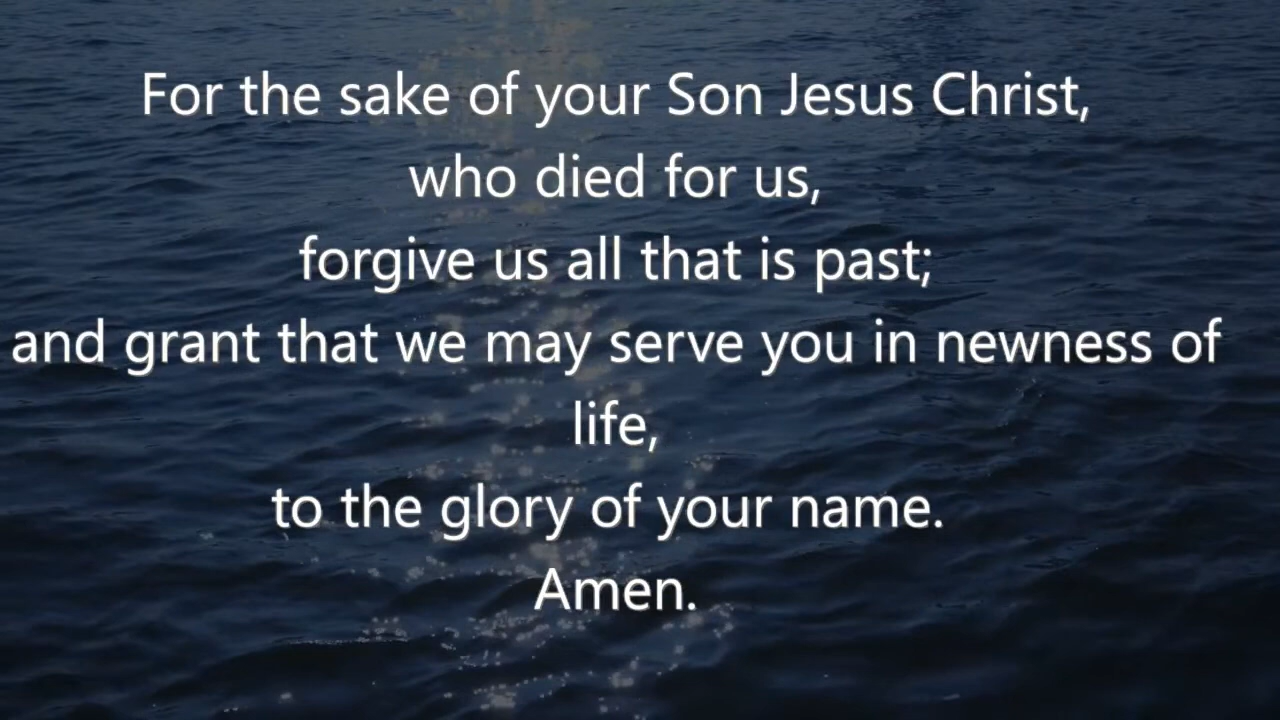 For the sake of your Son Jesus Christ,
who died for us,
forgive us all that is past;
and grant that we may serve you in newness of
life,
to the glory of your name.
Amen.